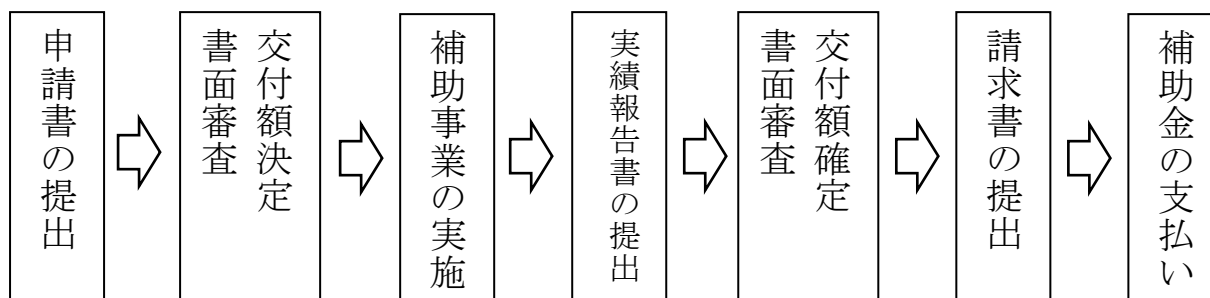 申請書の提出
交付額決定
書面審査
補助事業の実施
実績報告書の提出
交付額確定
書面審査
請求書の提出
補助金の支払い